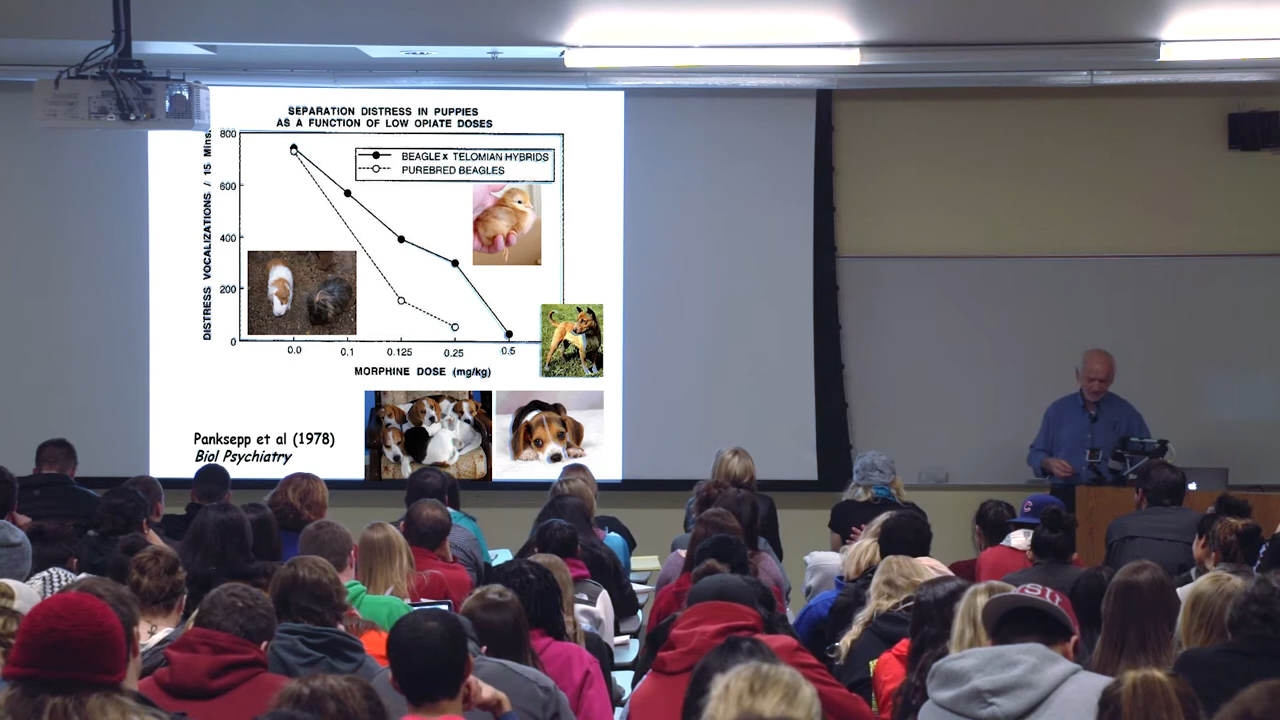 SEPARATION DISTRESS IN PUPPIES
AS A FUNCTION OF LOW OPIATE DOSES
BEAGLE x TELOMIAN HYBRIDS
PUREBRED BEAGLES
DISTRESS VOCALIZATIONS / 15 Mins.
800
600
400
200
0
0.0 0.1 0.125 0.25 0.5
MORPHINE DOSE (mg/kg)
Panksepp et al (1978)
Biol Psychiatry
C